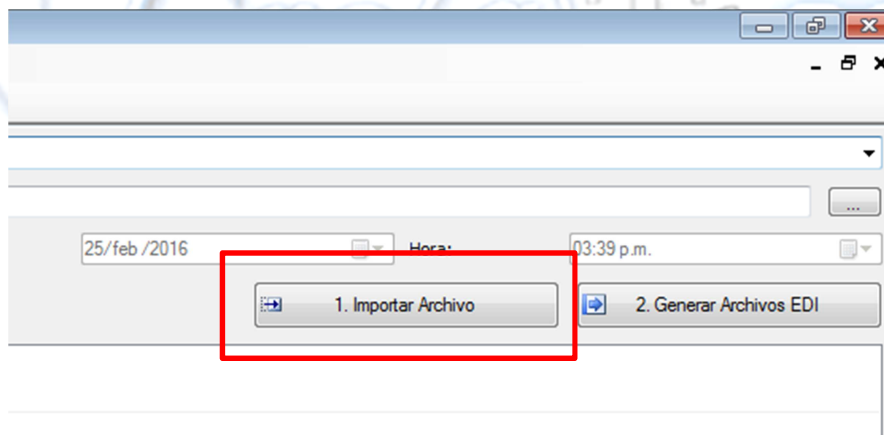 ...
25/feb /2016 Hora: 03:39 p.m.
1. Importar Archivo 2. Generar Archivos EDI